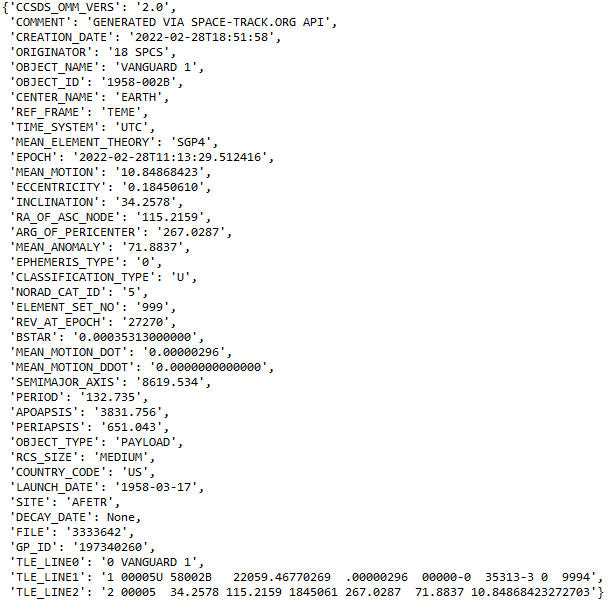 {'CCSDS_OMM_VERS': '2.0',
'COMMENT': 'GENERATED VIA SPACE-TRACK.ORG API',
'CREATION_DATE': '2022-02-28T18:51:58',
'ORIGINATOR': '18 SPCS',
'OBJECT_NAME': 'VANGUARD 1',
'OBJECT_ID': '1958-002B',
'CENTER_NAME': 'EARTH',
'REF_FRAME': 'TEME',
'TIME_SYSTEM': 'UTC',
'MEAN_ELEMENT_THEORY': 'SGP4',
'EPOCH': '2022-02-28T11:13:29.512416',
'MEAN_MOTION': '10.84868423',
'ECCENTRICITY': '0.18450610',
'INCLINATION': '34.2578',
'RA_OF_ASC_NODE': '115.2159',
'ARG_OF_PERICENTER': '267.0287',
'MEAN_ANOMALY': '71.8837',
'EPHEMERIS_TYPE': '0',
'CLASSIFICATION_TYPE': 'U',
'NORAD_CAT_ID': '5',
'ELEMENT_SET_NO': '999',
'REV_AT_EPOCH': '27270',
'BSTAR': '0.00035313000000',
'MEAN_MOTION_DOT': '0.00000296',
'MEAN_MOTION_DDOT': '0.0000000000000',
'SEMIMAJOR_AXIS': '8619.534',
'PERIOD': '132.735',
'APOAPSIS': '3831.756',
'PERIAPSIS': '651.043',
'OBJECT_TYPE': 'PAYLOAD',
'RCS_SIZE': 'MEDIUM',
'COUNTRY_CODE': 'US',
'LAUNCH_DATE': '1958-03-17',
'SITE': 'AFETR',
'DECAY_DATE': None,
'FILE': '3333642',
'GP_ID': '197340260',
'TLE_LINE0': '0 VANGUARD 1',
'TLE_LINE1': '1 00005U 58002B   22059.46770269  .00000296  00000-0  35313-3 0  9994',
'TLE_LINE2': '2 00005  34.2578 115.2159 1845061 267.0287  71.8837 10.84868423272703'}